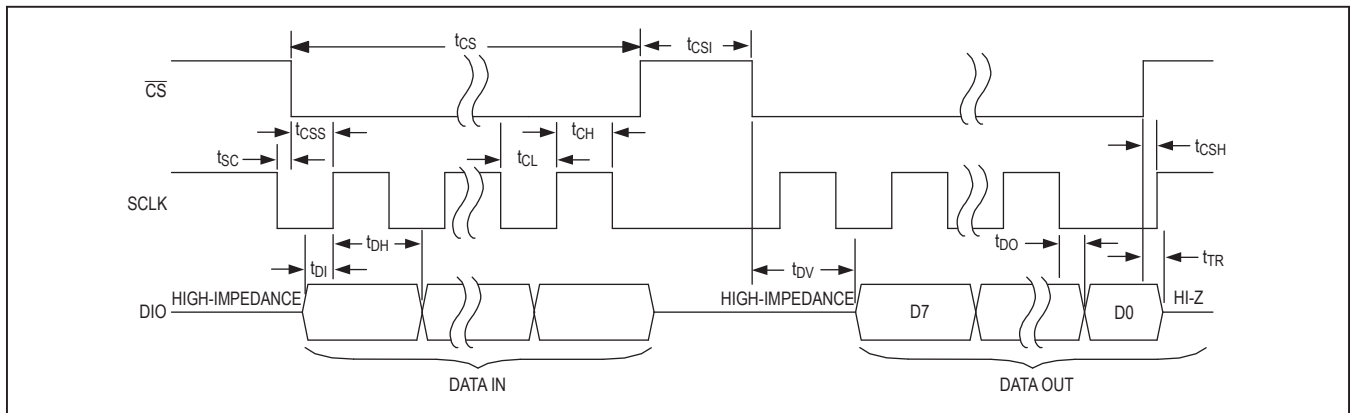 tCS
tCSI
CS
tCSS
tCH
tSC
tCL
tCSH
SCLK
tDH
tDO
tDI
tDV
tTR
HIGH-IMPEDANCE
HIGH-IMPEDANCE
HI-Z
DIO
D7
D0
DATA IN
DATA OUT